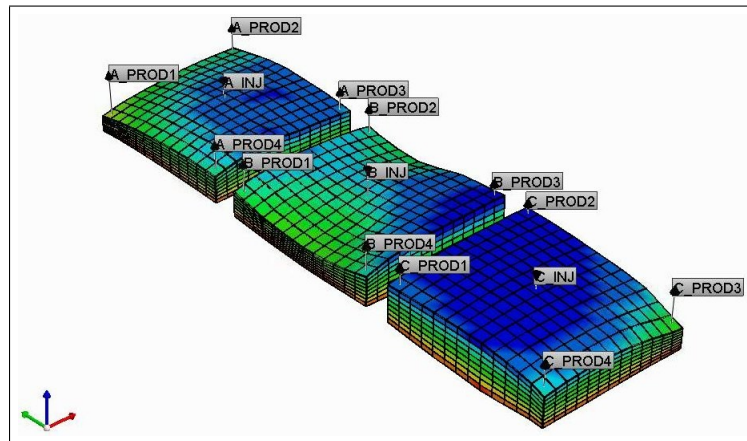 A_PROD2
A_PROD1
A_INJ
A_PROD3
B_PROD2
A_PROD4
B_PROD1
B_INJ
B_PROD3
C_PROD2
B_PROD4
C_PROD1
C_INJ
C_PROD3
C_PROD4